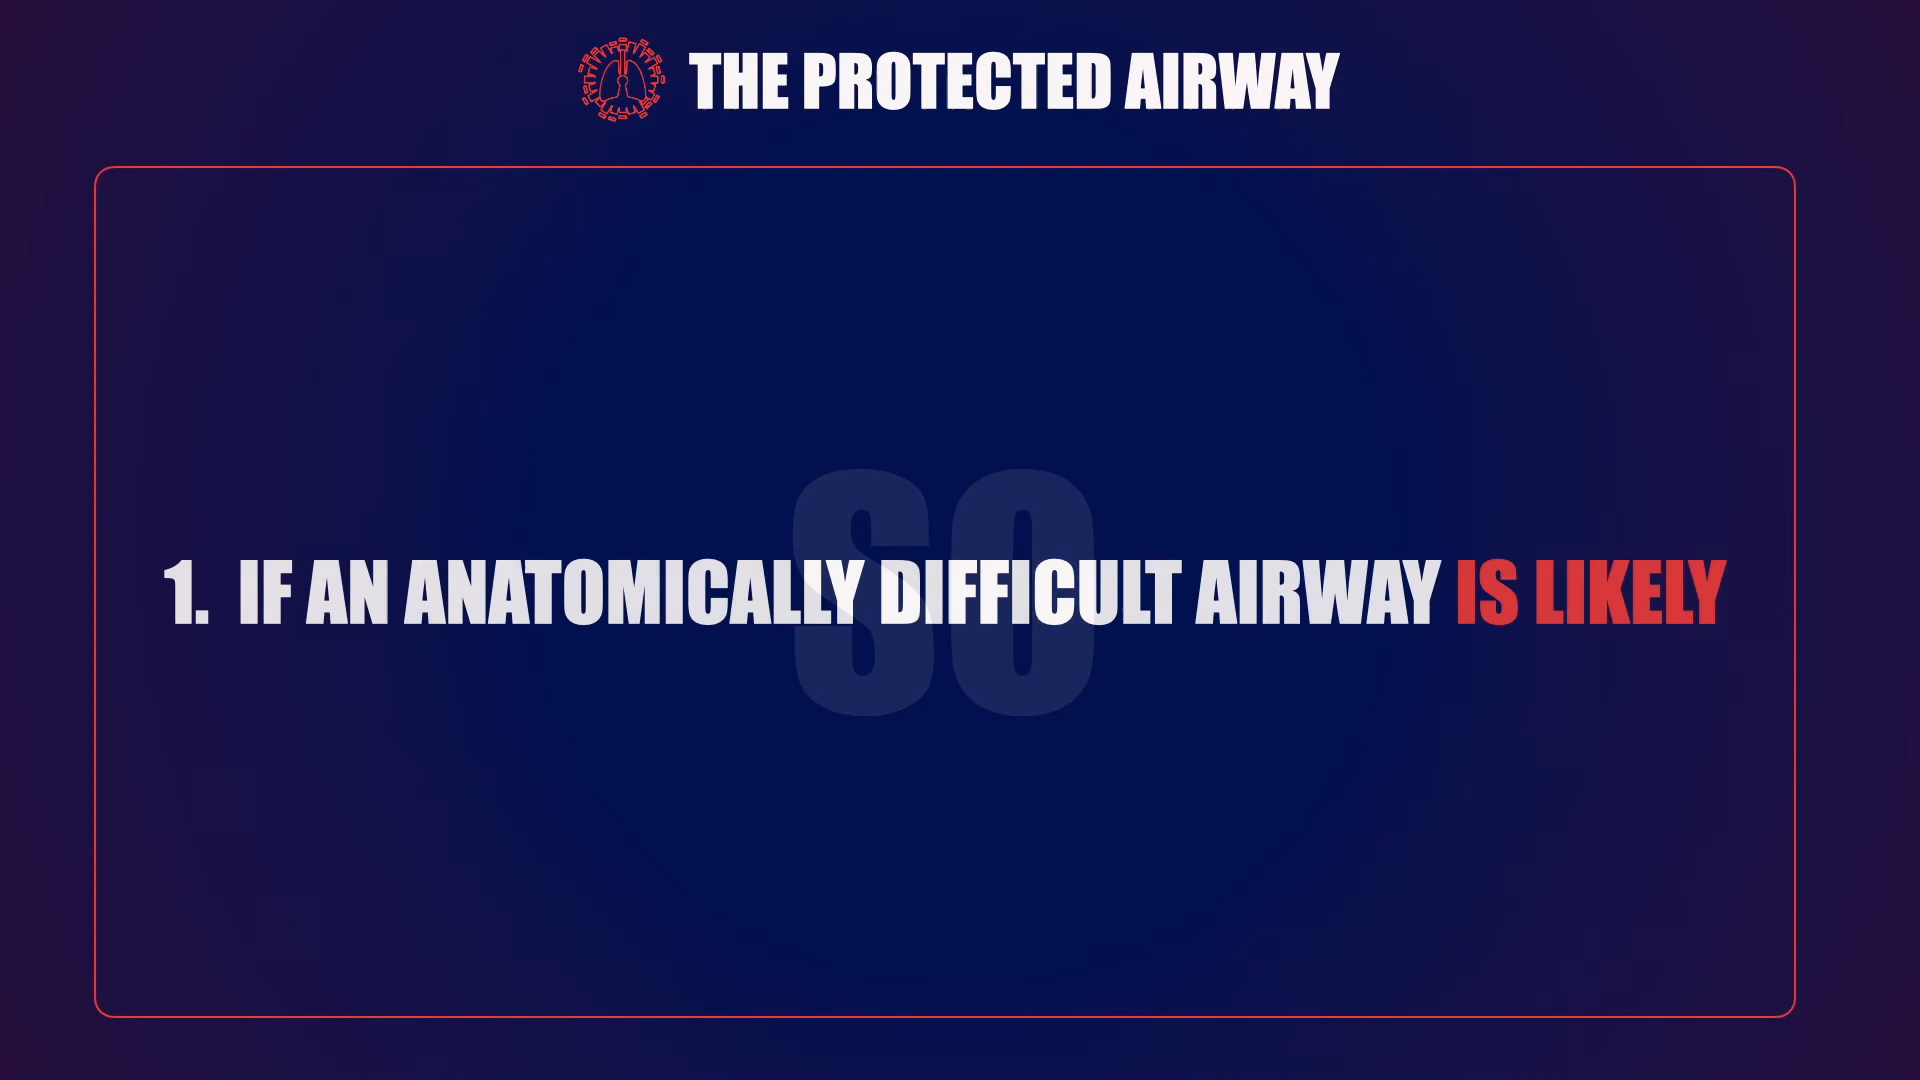 THE PROTECTED AIRWAY
SO
1. IF AN ANATOMICALLY DIFFICULT AIRWAY IS LIKELY